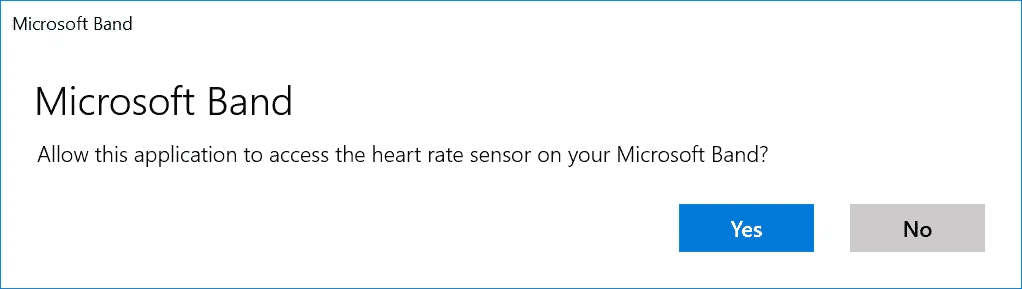 Microsoft Band
Microsoft Band
Allow this application to access the heart rate sensor on your Microsoft Band?
Yes No